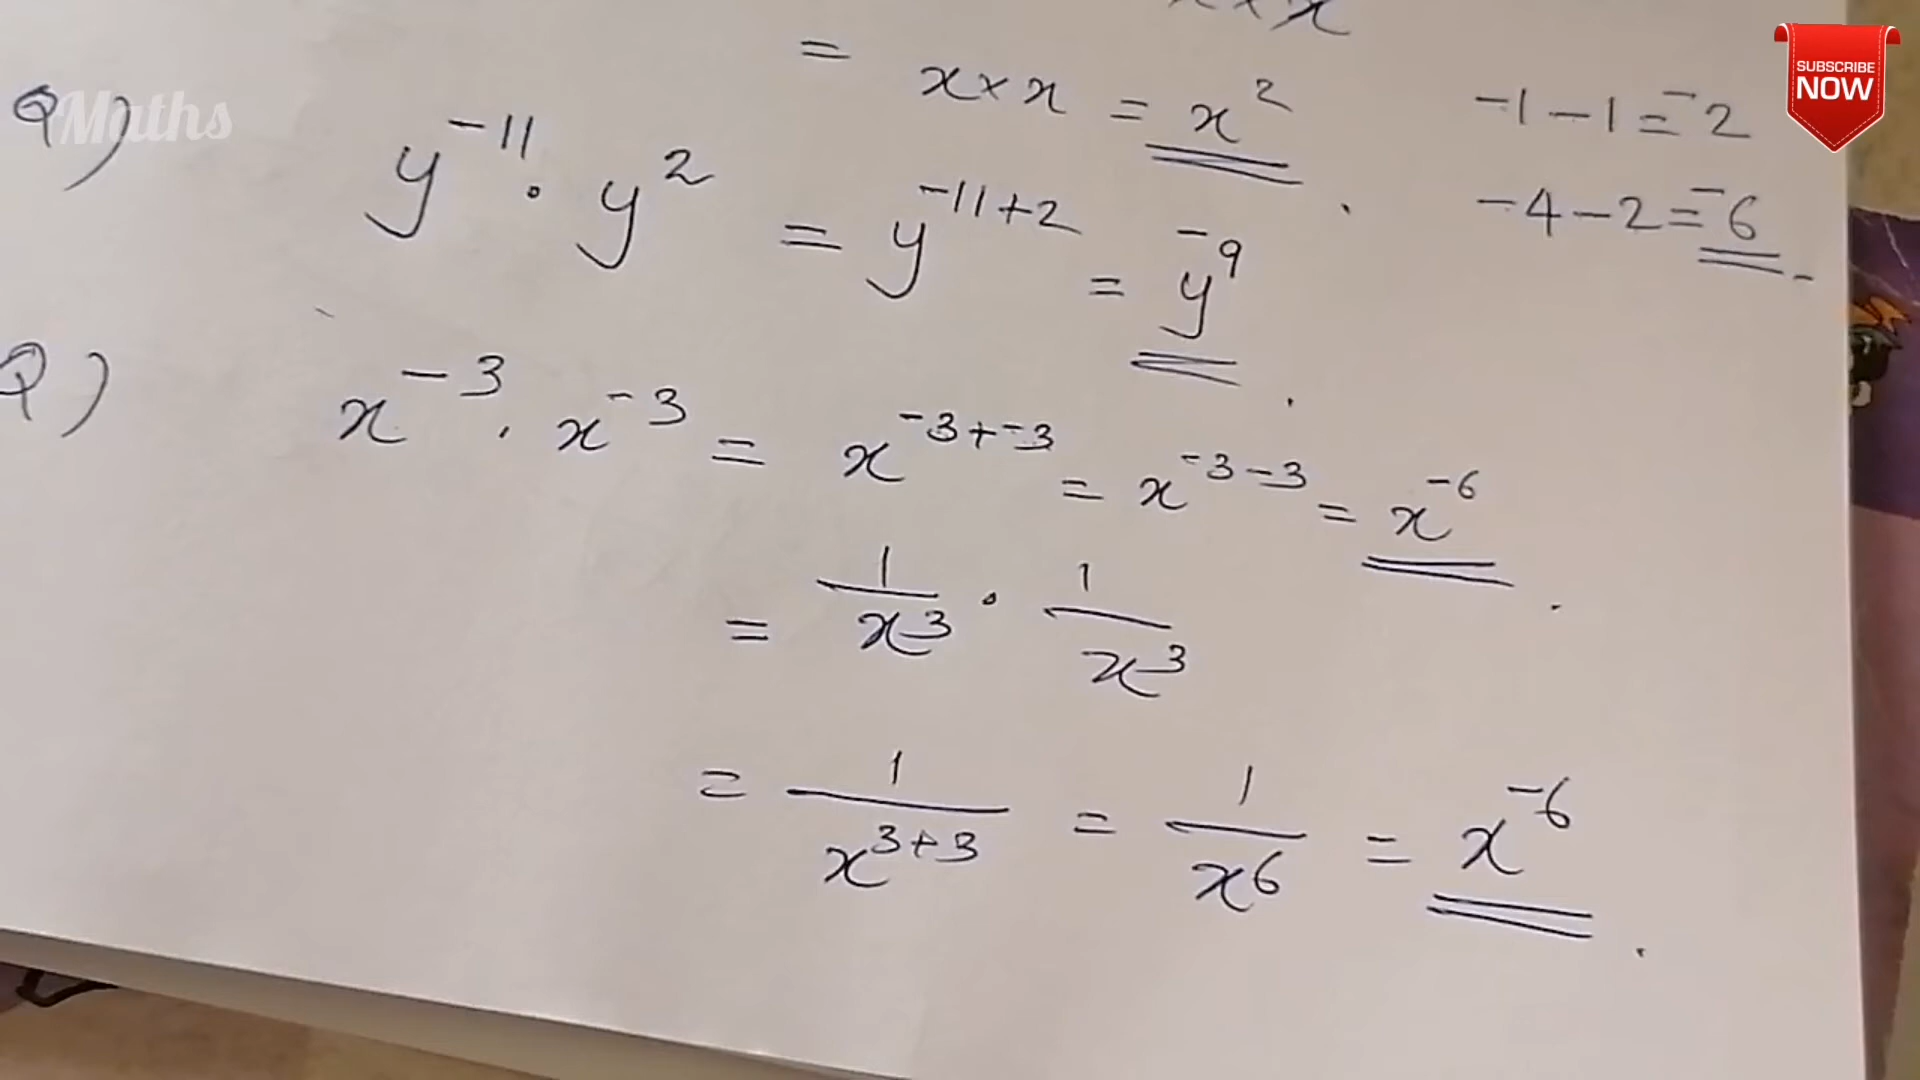 = x × x = x²
-1 - 1 = -2
SUBSCRIBE
NOW
Maths
Q) y⁻¹¹ · y² = y⁻¹¹⁺² = y⁻⁹
-4 - 2 = -6
Q) x⁻³ · x⁻³ = x⁻³⁺⁻³ = x⁻³⁻³ = x⁻⁶
= 1/x³ · 1/x³
= 1/x³⁺³ = 1/x⁶ = x⁻⁶